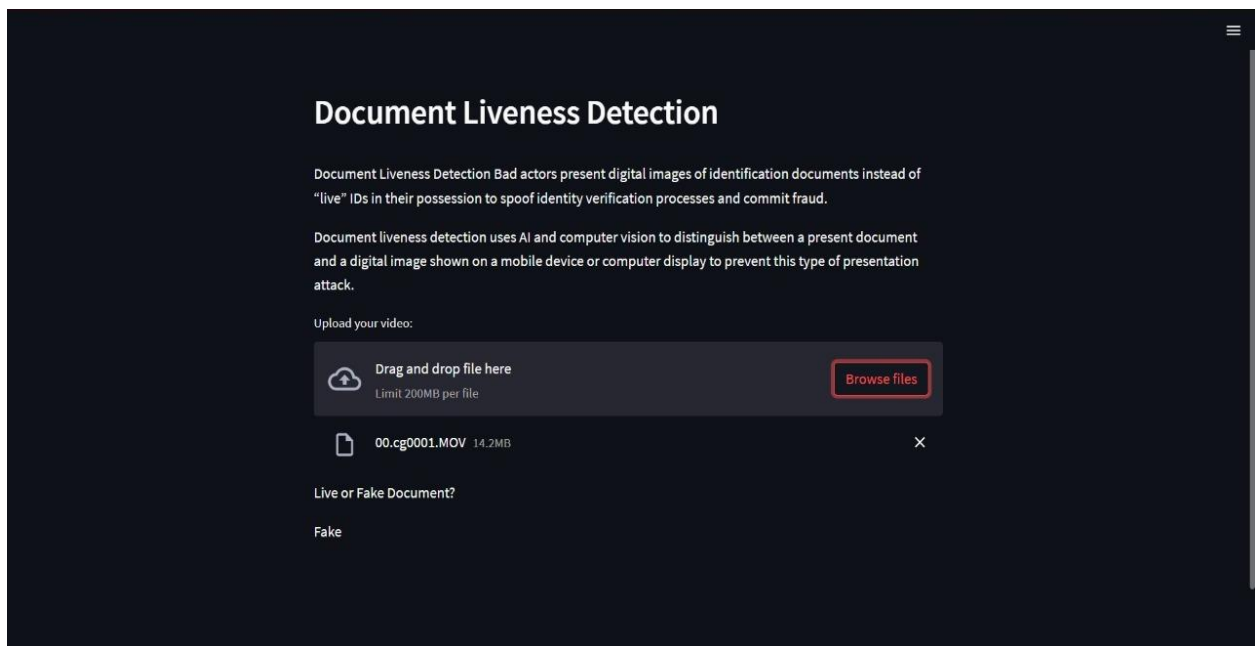 Document Liveness Detection
Document Liveness Detection Bad actors present digital images of identification documents instead of
“live” IDs in their possession to spoof identity verification processes and commit fraud.
Document liveness detection uses AI and computer vision to distinguish between a present document
and a digital image shown on a mobile device or computer display to prevent this type of presentation
attack.
Upload your video:
Drag and drop file here
Limit 200MB per file
Browse files
00.cg0001.MOV 14.2MB
Live or Fake Document?
Fake